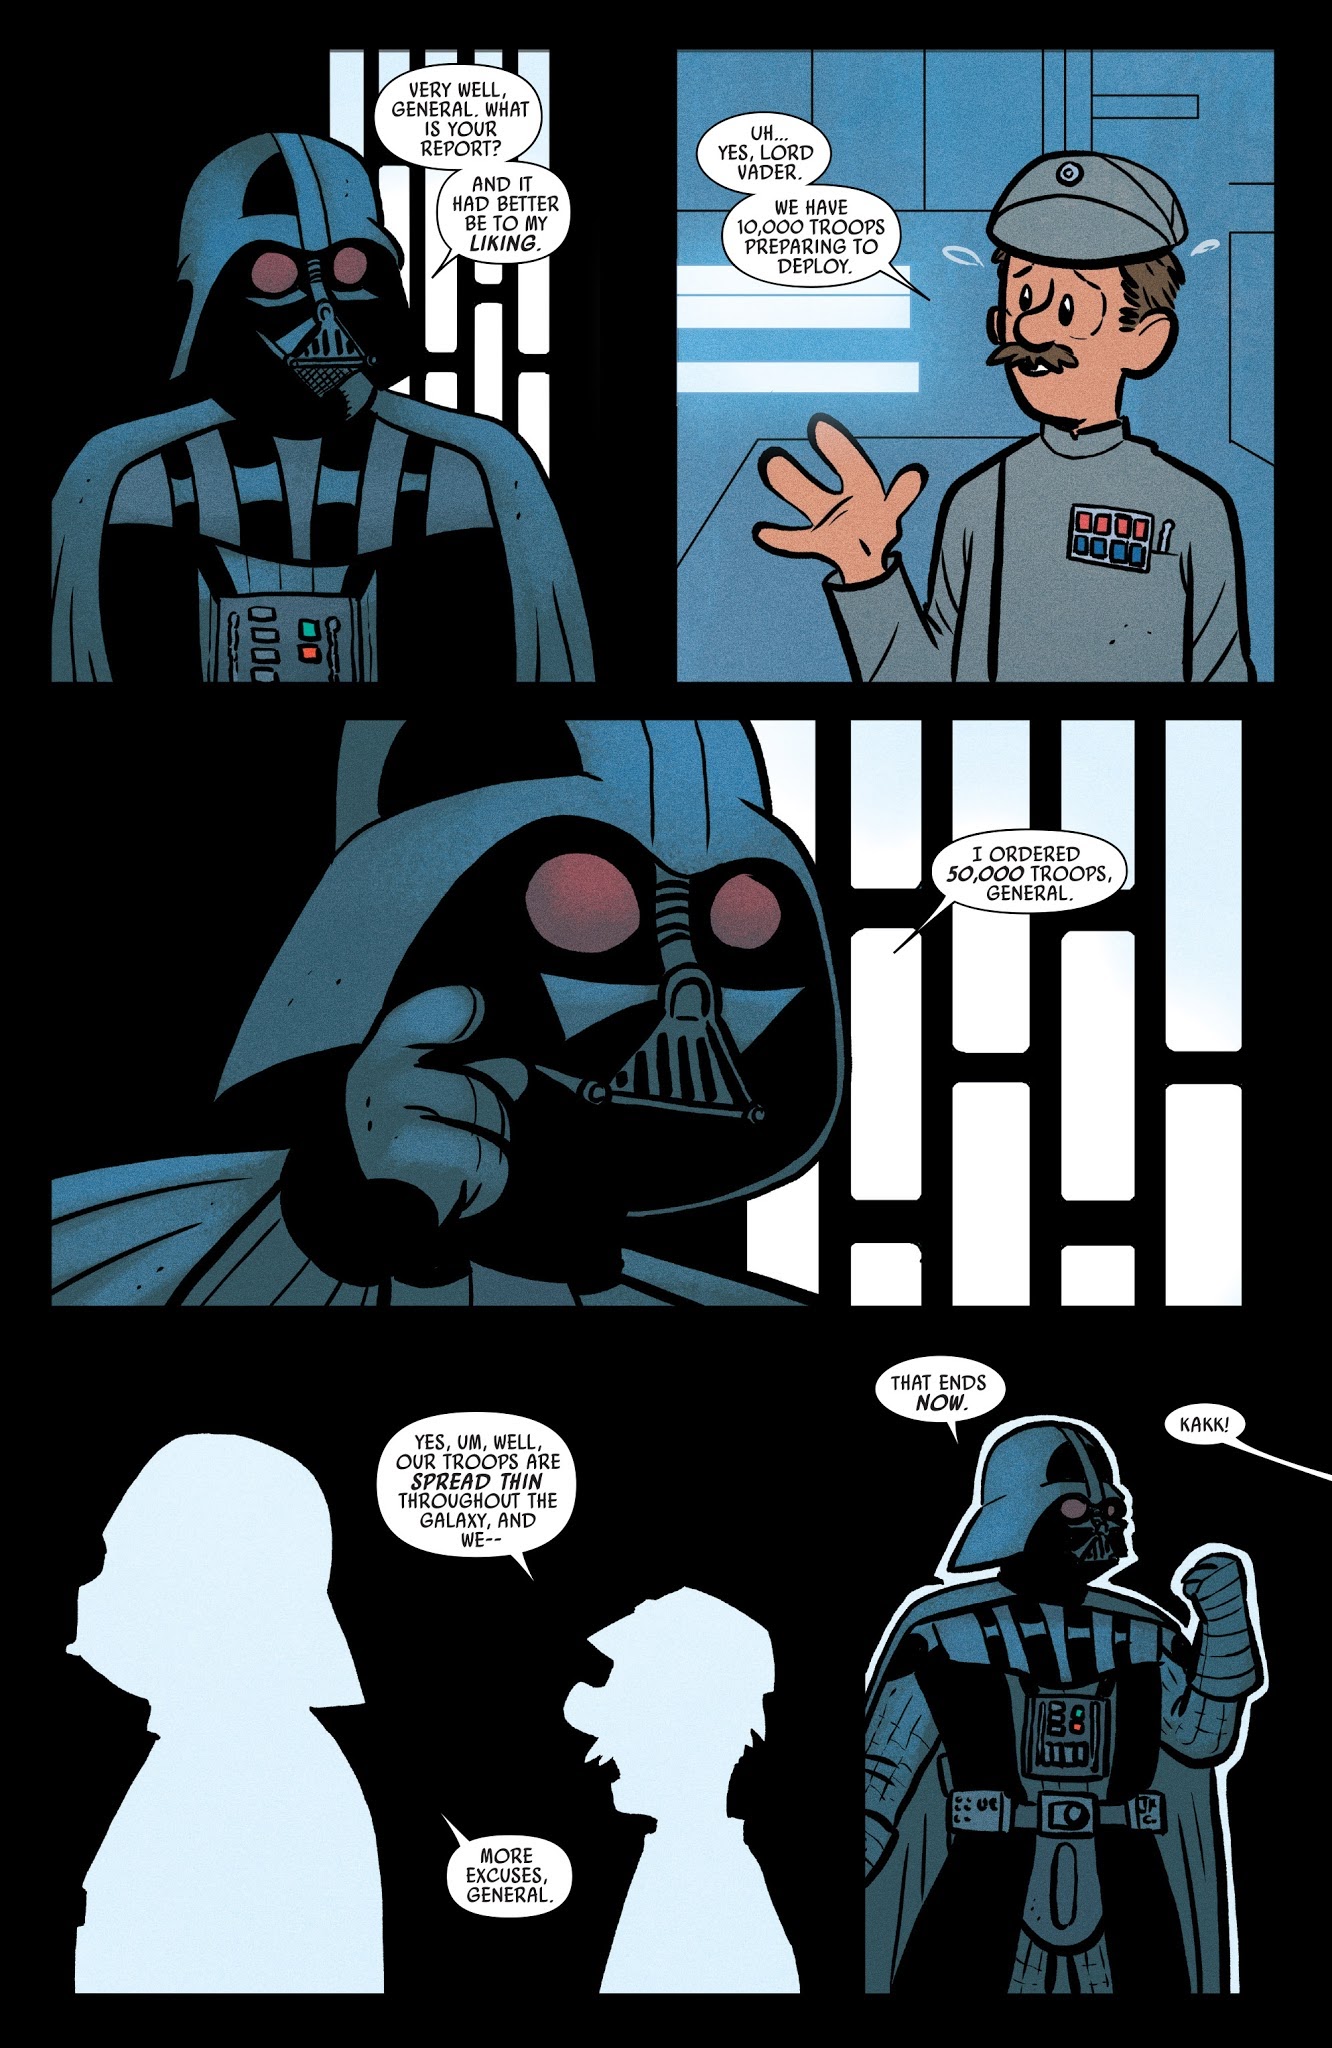 VERY WELL,
GENERAL. WHAT
IS YOUR
REPORT?
AND IT
HAD BETTER
BE TO MY
LIKING.
UH...
YES, LORD
VADER.
WE HAVE
10,000 TROOPS
PREPARING TO
DEPLOY.
I ORDERED
50,000 TROOPS,
GENERAL.
YES, UM, WELL,
OUR TROOPS ARE
SPREAD THIN
THROUGHOUT THE
GALAXY, AND
WE--
MORE
EXCUSES,
GENERAL.
THAT ENDS
NOW.
KAKK!